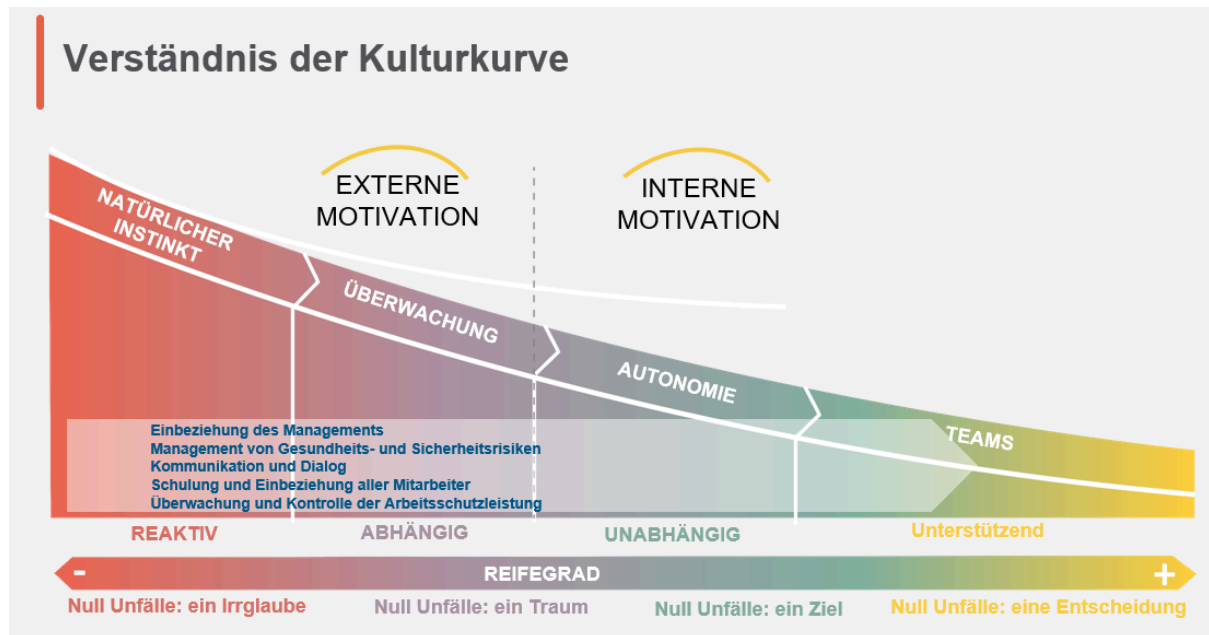 Verständnis der Kulturkurve
EXTERNE
MOTIVATION
INTERNE
MOTIVATION
NATÜRLICHER
INSTINKT
ÜBERWACHUNG
AUTONOMIE
TEAMS
Einbeziehung des Managements
Management von Gesundheits- und Sicherheitsrisiken
Kommunikation und Dialog
Schulung und Einbeziehung aller Mitarbeiter
Überwachung und Kontrolle der Arbeitsschutzleistung
REAKTIV
ABHÄNGIG
UNABHÄNGIG
Unterstützend
- REIFEGRAD +
Null Unfälle: ein Irrglaube
Null Unfälle: ein Traum
Null Unfälle: ein Ziel
Null Unfälle: eine Entscheidung